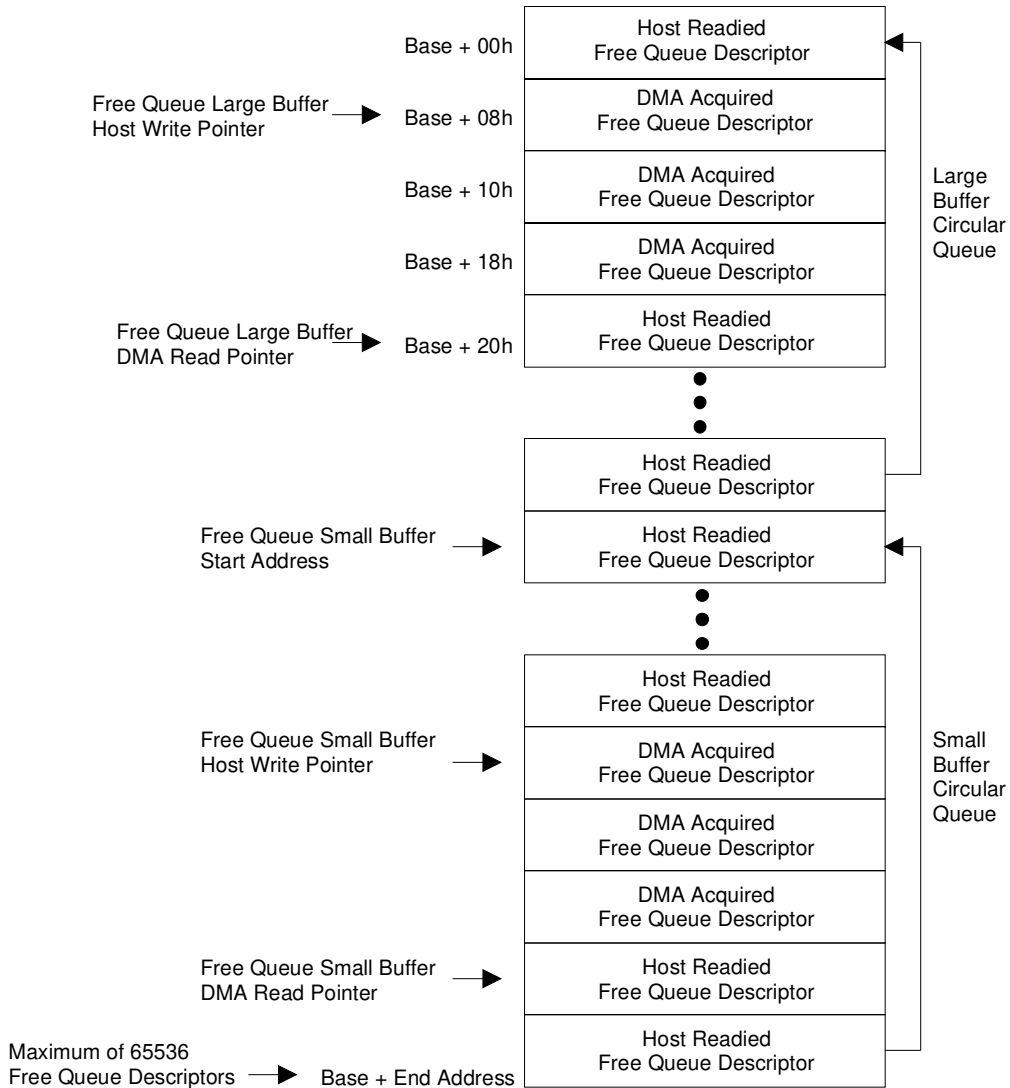 Host Readied
Free Queue Descriptor
Base + 00h
Free Queue Large Buffer
Host Write Pointer
Base + 08h
DMA Acquired
Free Queue Descriptor
Base + 10h
DMA Acquired
Free Queue Descriptor
Large
Buffer
Circular
Queue
Base + 18h
DMA Acquired
Free Queue Descriptor
Free Queue Large Buffer
DMA Read Pointer
Base + 20h
Host Readied
Free Queue Descriptor
Host Readied
Free Queue Descriptor
Free Queue Small Buffer
Start Address
Host Readied
Free Queue Descriptor
Host Readied
Free Queue Descriptor
Free Queue Small Buffer
Host Write Pointer
DMA Acquired
Free Queue Descriptor
Small
Buffer
Circular
Queue
DMA Acquired
Free Queue Descriptor
DMA Acquired
Free Queue Descriptor
Free Queue Small Buffer
DMA Read Pointer
Host Readied
Free Queue Descriptor
Maximum of 65536
Free Queue Descriptors
Base + End Address
Host Readied
Free Queue Descriptor